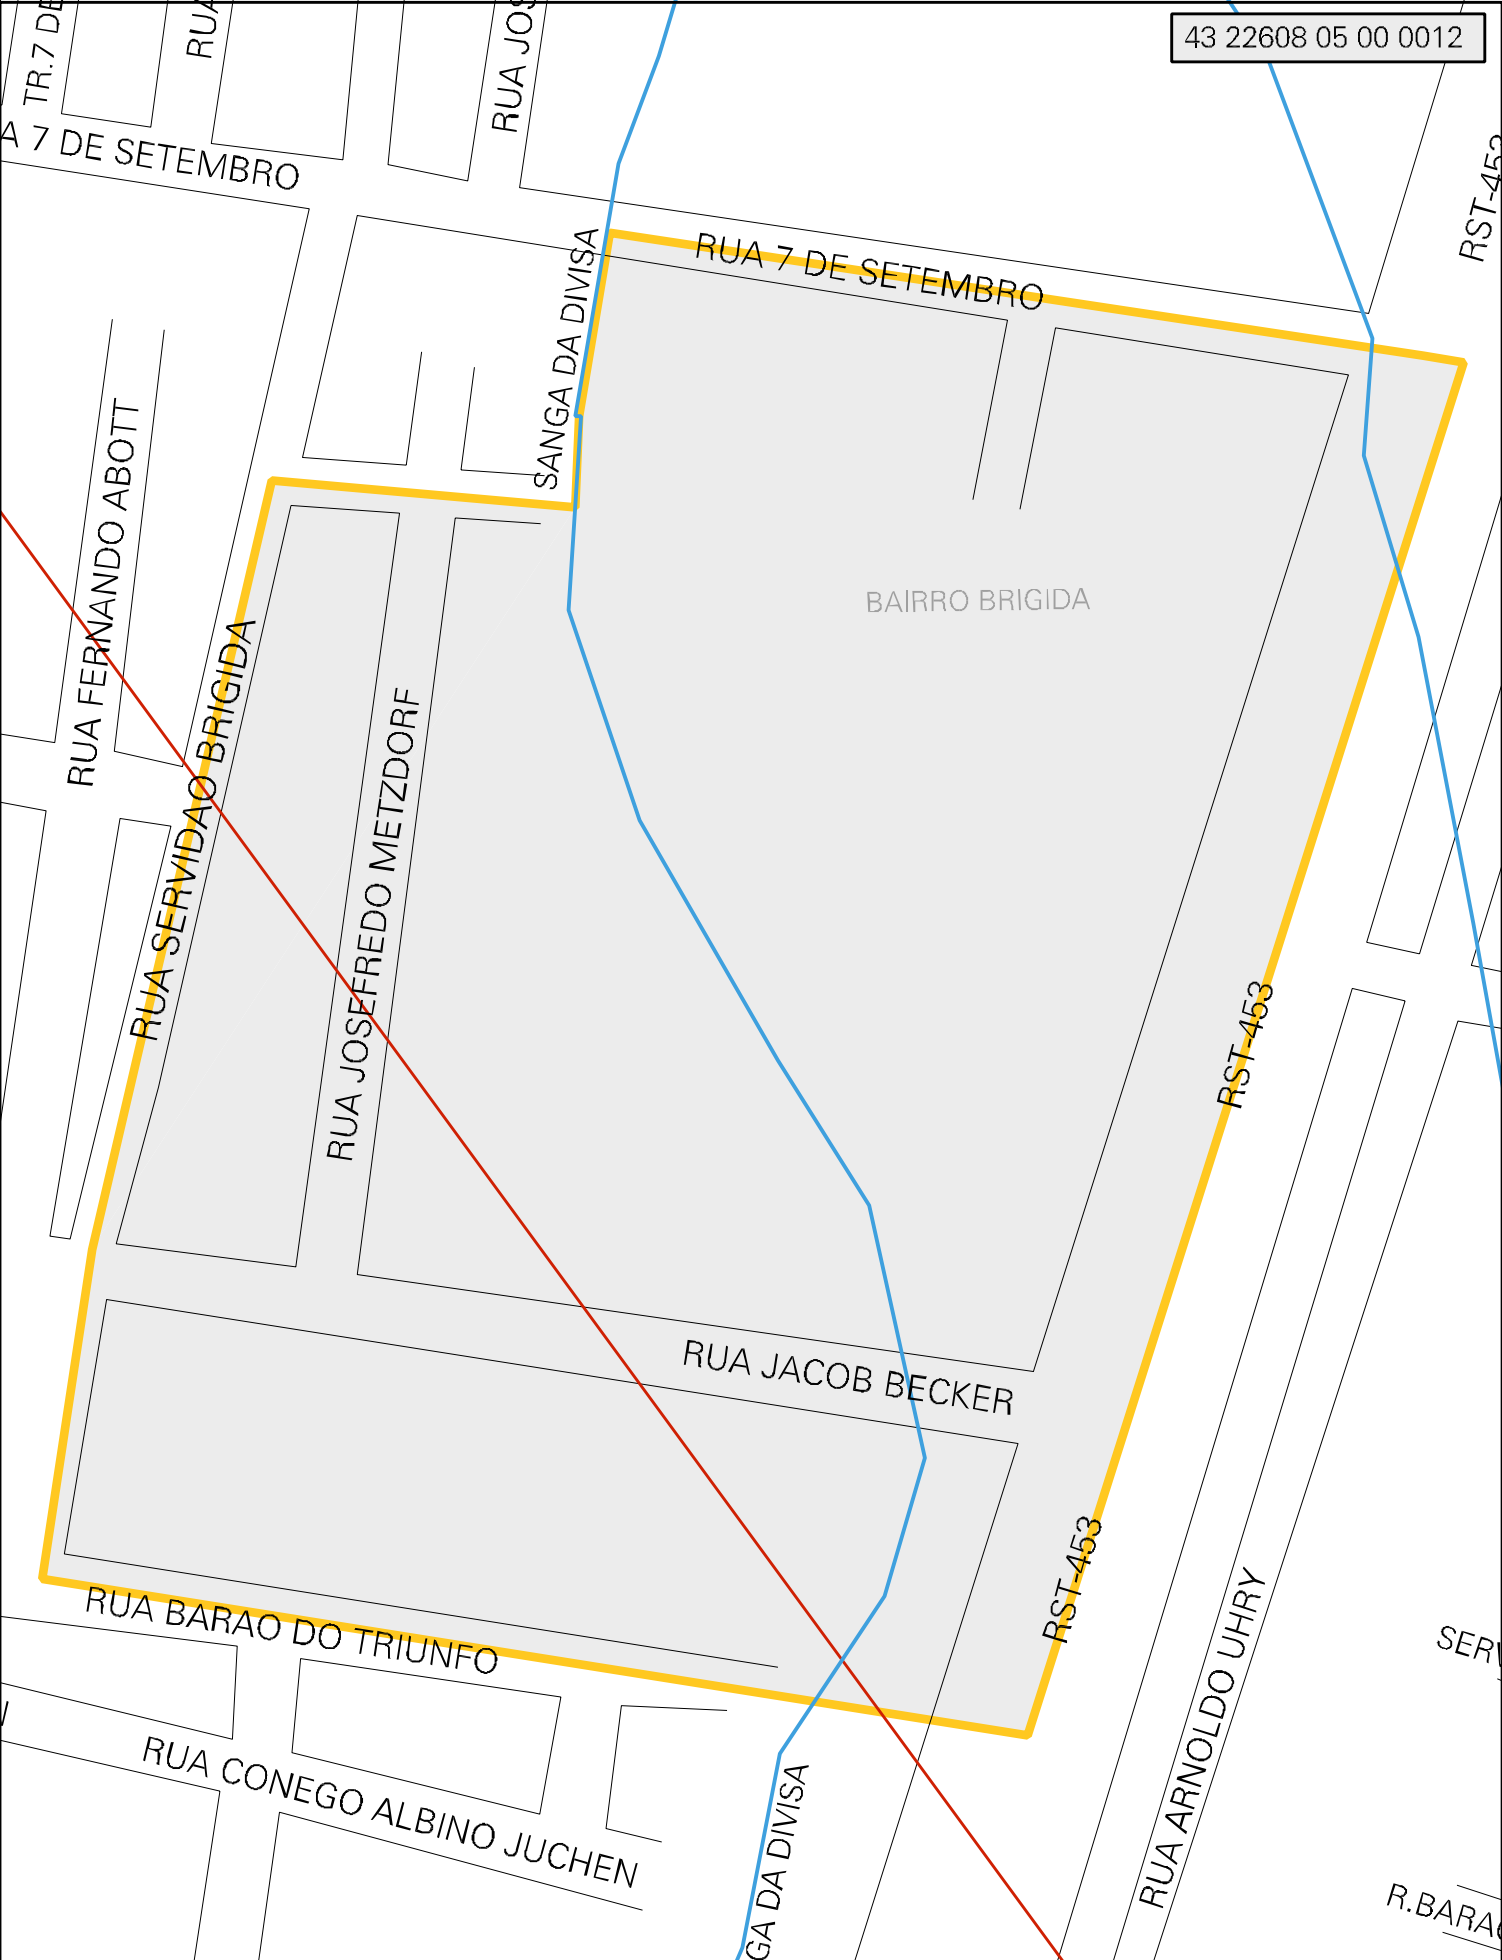 TR.7 DE
RUA
RUA JOS
43 22608 05 00 0012
A 7 DE SETEMBRO
RST-453
SANGA DA DIVISA
RUA 7 DE SETEMBRO
RUA FERNANDO ABOTT
BAIRRO BRIGIDA
RUA SERVIDAO BRIGIDA
RUA JOSEFREDO METZDORF
RST-453
RUA JACOB BECKER
RST-453
RUA BARAO DO TRIUNFO
RUA ARNOLDO UHRY
SERV
RUA CONEGO ALBINO JUCHEN
GA DA DIVISA
R.BARAO